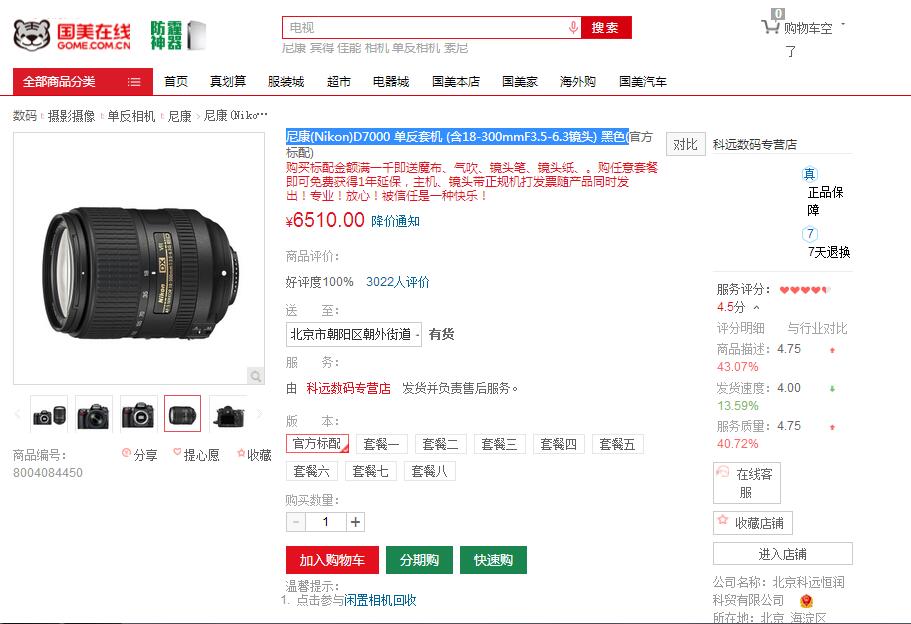 国美在线
GOME.COM.CN
防霾
神器
电视
搜索
尼康 宾得 佳能 相机 单反相机 索尼
0
购物车空
了
全部商品分类
首页 真划算 服装城 超市 电器城 国美本店 国美家 海外购 国美汽车
数码 摄影摄像 单反相机 尼康 尼康(Niko…
尼康(Nikon)D7000 单反套机 (含18-300mmF3.5-6.3镜头) 黑色(官方
标配)
购买标配金额满一千即送魔布、气吹、镜头笔、镜头纸、。购任意套餐
即可免费获得1年延保，主机、镜头带正规机打发票随产品同时发
出！专业！放心！被信任是一种快乐！
¥6510.00 降价通知
商品评价：
好评度100% 3022人评价
送 至：
北京市朝阳区朝外街道 有货
服 务：
由 科远数码专营店 发货并负责售后服务。
版 本：
官方标配 套餐一 套餐二 套餐三 套餐四 套餐五
套餐六 套餐七 套餐八
购买数量：
- 1 +
加入购物车 分期购 快速购
温馨提示：
1. 点击参与闲置相机回收
Nikon
DX
商品编号：
8004084450
分享 提心愿 收藏
对比
科远数码专营店
真
正品保
障
7
7天退换
服务评分：
4.5分
评分明细 与行业对比
商品描述： 4.75
43.07%
发货速度： 4.00
13.59%
服务质量： 4.75
40.72%
在线客
服
收藏店铺
进入店铺
公司名称： 北京科远恒润
科贸有限公司
所在地： 北京 海淀区